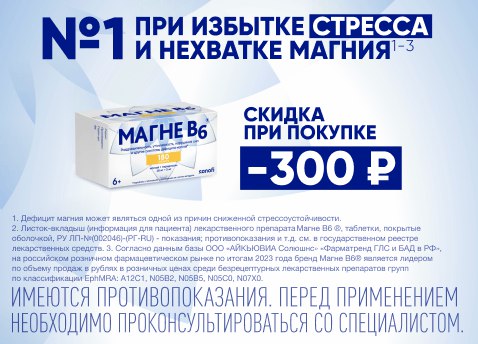 №1 ПРИ ИЗБЫТКЕ СТРЕССА
И НЕХВАТКЕ МАГНИЯ1-3
МАГНЕ B6®
180
sanofi
6+
СКИДКА
ПРИ ПОКУПКЕ
-300 ₽
1. Дефицит магния может являться одной из причин сниженной стрессоустойчивости.
2. Листок-вкладыш (информация для пациента) лекарственного препарата Магне B6 ®, таблетки, покрытые
оболочкой, РУ ЛП-№(002046)-(РГ-RU) - показания; противопоказания и т.д. см. в государственном реестре
лекарственных средств. 3. Согласно данным базы ООО «АЙКЬЮВИА Солюшнс» «Фарматренд ГЛС и БАД в РФ»,
на российском розничном фармацевтическом рынке по итогам 2023 года бренд Магне B6® является лидером
по объему продаж в рублях в розничных ценах среди безрецептурных лекарственных препаратов групп
по классификации EphMRA: A12C1, N05B2, N05B5, N05C0, N07X0.
ИМЕЮТСЯ ПРОТИВОПОКАЗАНИЯ. ПЕРЕД ПРИМЕНЕНИЕМ
НЕОБХОДИМО ПРОКОНСУЛЬТИРОВАТЬСЯ СО СПЕЦИАЛИСТОМ.